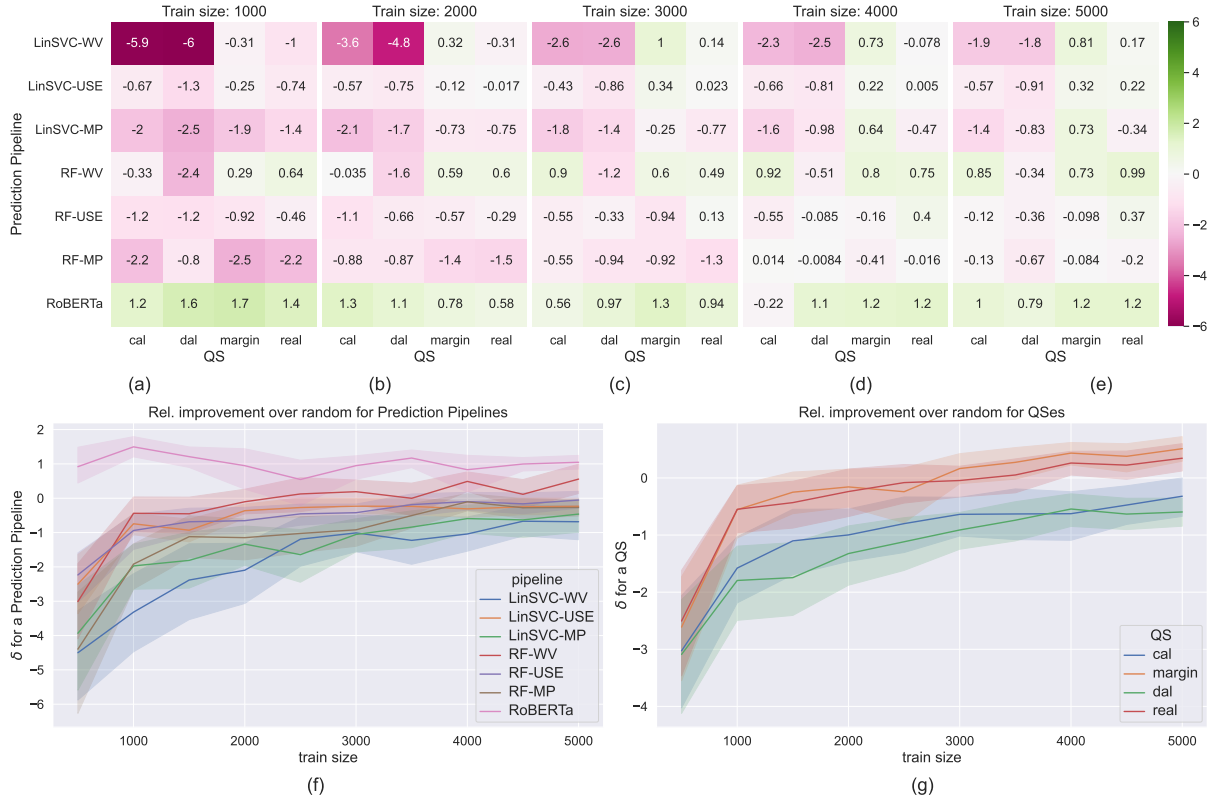 Train size: 1000 Train size: 2000 Train size: 3000 Train size: 4000 Train size: 5000
Prediction Pipeline
LinSVC-WV -5.9 -6 -0.31 -1 -3.6 -4.8 0.32 -0.31 -2.6 -2.6 1 0.14 -2.3 -2.5 0.73 -0.078 -1.9 -1.8 0.81 0.17
LinSVC-USE -0.67 -1.3 -0.25 -0.74 -0.57 -0.75 -0.12 -0.017 -0.43 -0.86 0.34 0.023 -0.66 -0.81 0.22 0.005 -0.57 -0.91 0.32 0.22
LinSVC-MP -2 -2.5 -1.9 -1.4 -2.1 -1.7 -0.73 -0.75 -1.8 -1.4 -0.25 -0.77 -1.6 -0.98 0.64 -0.47 -1.4 -0.83 0.73 -0.34
RF-WV -0.33 -2.4 0.29 0.64 -0.035 -1.6 0.59 0.6 0.9 -1.2 0.6 0.49 0.92 -0.51 0.8 0.75 0.85 -0.34 0.73 0.99
RF-USE -1.2 -1.2 -0.92 -0.46 -1.1 -0.66 -0.57 -0.29 -0.55 -0.33 -0.94 0.13 -0.55 -0.085 -0.16 0.4 -0.12 -0.36 -0.098 0.37
RF-MP -2.2 -0.8 -2.5 -2.2 -0.88 -0.87 -1.4 -1.5 -0.55 -0.94 -0.92 -1.3 0.014 -0.0084 -0.41 -0.016 -0.13 -0.67 -0.084 -0.2
RoBERTa 1.2 1.6 1.7 1.4 1.3 1.1 0.78 0.58 0.56 0.97 1.3 0.94 -0.22 1.1 1.2 1.2 1 0.79 1.2 1.2
cal dal margin real cal dal margin real cal dal margin real cal dal margin real cal dal margin real
QS QS QS QS QS
6
4
2
0
−2
−4
−6
(a) (b) (c) (d) (e)
Rel. improvement over random for Prediction Pipelines
δ for a Prediction Pipeline
2
1
0
−1
−2
−3
−4
−5
−6
pipeline
LinSVC-WV
LinSVC-USE
LinSVC-MP
RF-WV
RF-USE
RF-MP
RoBERTa
1000 2000 3000 4000 5000
train size
(f)
Rel. improvement over random for QSes
δ for a QS
0
−1
−2
−3
−4
QS
cal
margin
dal
real
1000 2000 3000 4000 5000
train size
(g)